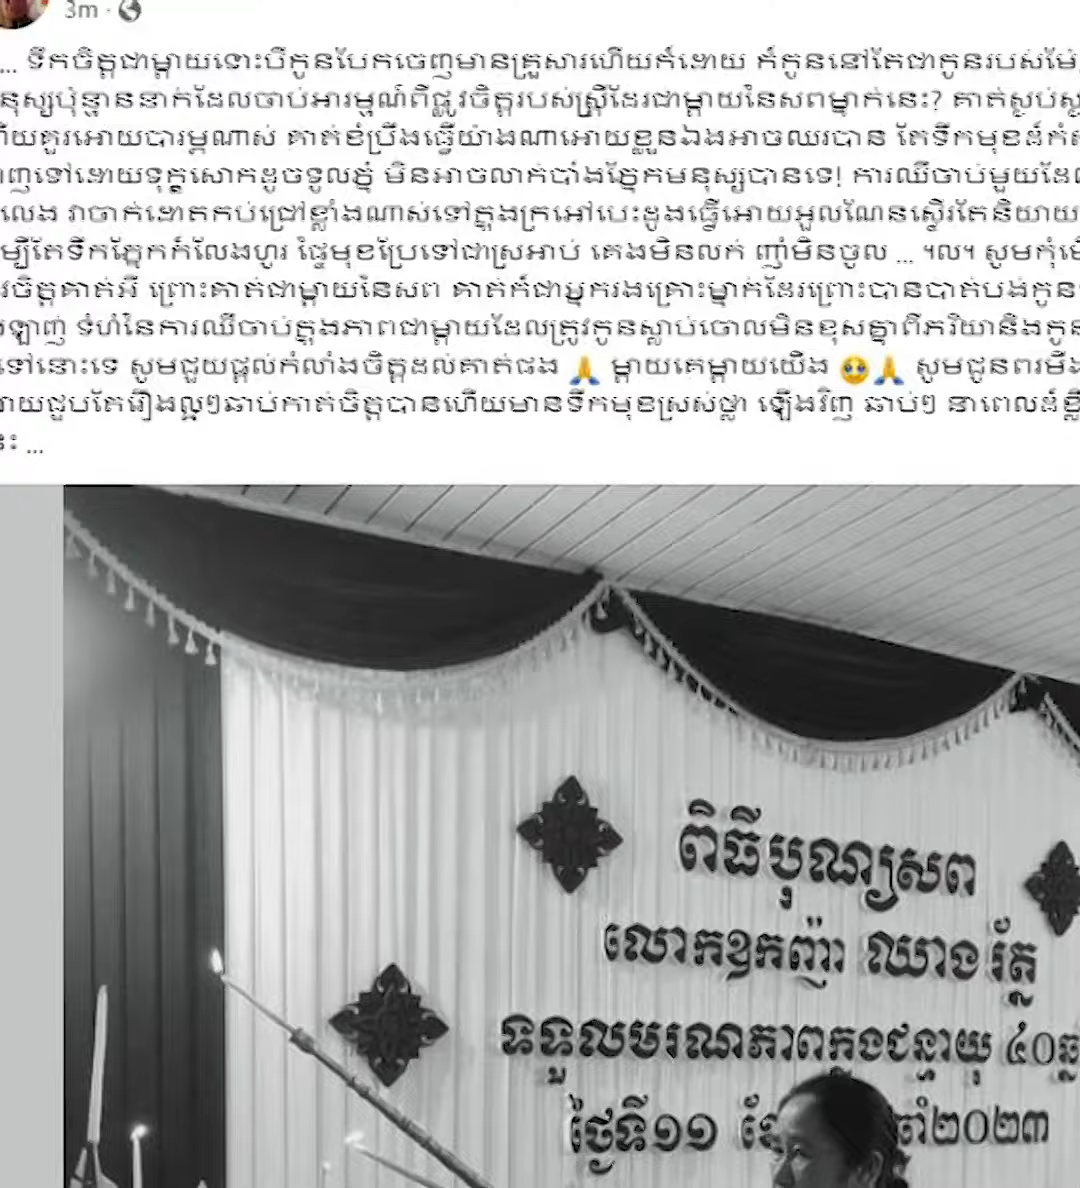 3m ·
... ទឹកចិត្តជាម្តាយទោះបីកូនបែកចេញមានគ្រួសារហើយក៏ដោយ ក៏កូននៅតែជាកូនរបស់ម៉ែ
នុស្សប៉ុន្មាននាក់ដែលចាប់អារម្មណ៍ពីផ្លូវចិត្តរបស់ស្ត្រីដែរជាម្តាយនៃសពម្នាក់នេះ? គាត់ស្ងប់ស្ង
ហើយគួរអោយបារម្ភណាស់ គាត់ខំប្រឹងធ្វើយ៉ាងណាអោយខ្លួនឯងអាចឈរបាន តែទឹកមុខដ៏កំស
ញទៅដោយទុក្ខសោកដូចទូលភ្នំ មិនអាចលាក់បាំងភ្នែកមនុស្សបានទេ! ការឈឺចាប់មួយដែល
លេង វាចាក់ដោតកប់ជ្រៅខ្លាំងណាស់ទៅក្នុងក្រអៅបេះដូងធ្វើអោយអួលណែនស្ទើរតែនិយាយ
ម្បីតែទឹកភ្នែកក៏លែងហូរ ផ្ទៃមុខប្រែទៅជាស្រអាប់ គេងមិនលក់ ញ៉ាំមិនចូល ... ។ល។ សូមកុំមើ
វចិត្តគាត់អី ព្រោះគាត់ជាម្តាយនៃសព គាត់ក៏ជាអ្នករងគ្រោះម្នាក់ដែរព្រោះបានបាត់បង់កូន
ឡាញ់ ទំហំនៃការឈឺចាប់ក្នុងភាពជាម្តាយដែលត្រូវកូនស្លាប់ចោលមិនខុសគ្នាពីភរិយានិងកូន
ទៅនោះទេ សូមជួយផ្តល់កំលាំងចិត្តដល់គាត់ផង 🙏 ម្តាយគេម្តាយយើង 🥹🙏 សូមជូនពរមីង
យជួបតែរឿងល្អៗឆាប់កាត់ចិត្តបានហើយមានទឹកមុខស្រស់ថ្លា ឡើងវិញ ឆាប់ៗ នាពេលដ៏ខ្លី
នេះ ...
ពិធីបុណ្យសព
លោកឧកញ៉ា ឈាង រ័ត្ន
ទទួលមរណភាពក្នុងជន្មាយុ ៤០ឆ្ន
ថ្ងៃទី១១ ខែ ឆ្នាំ២០២៣